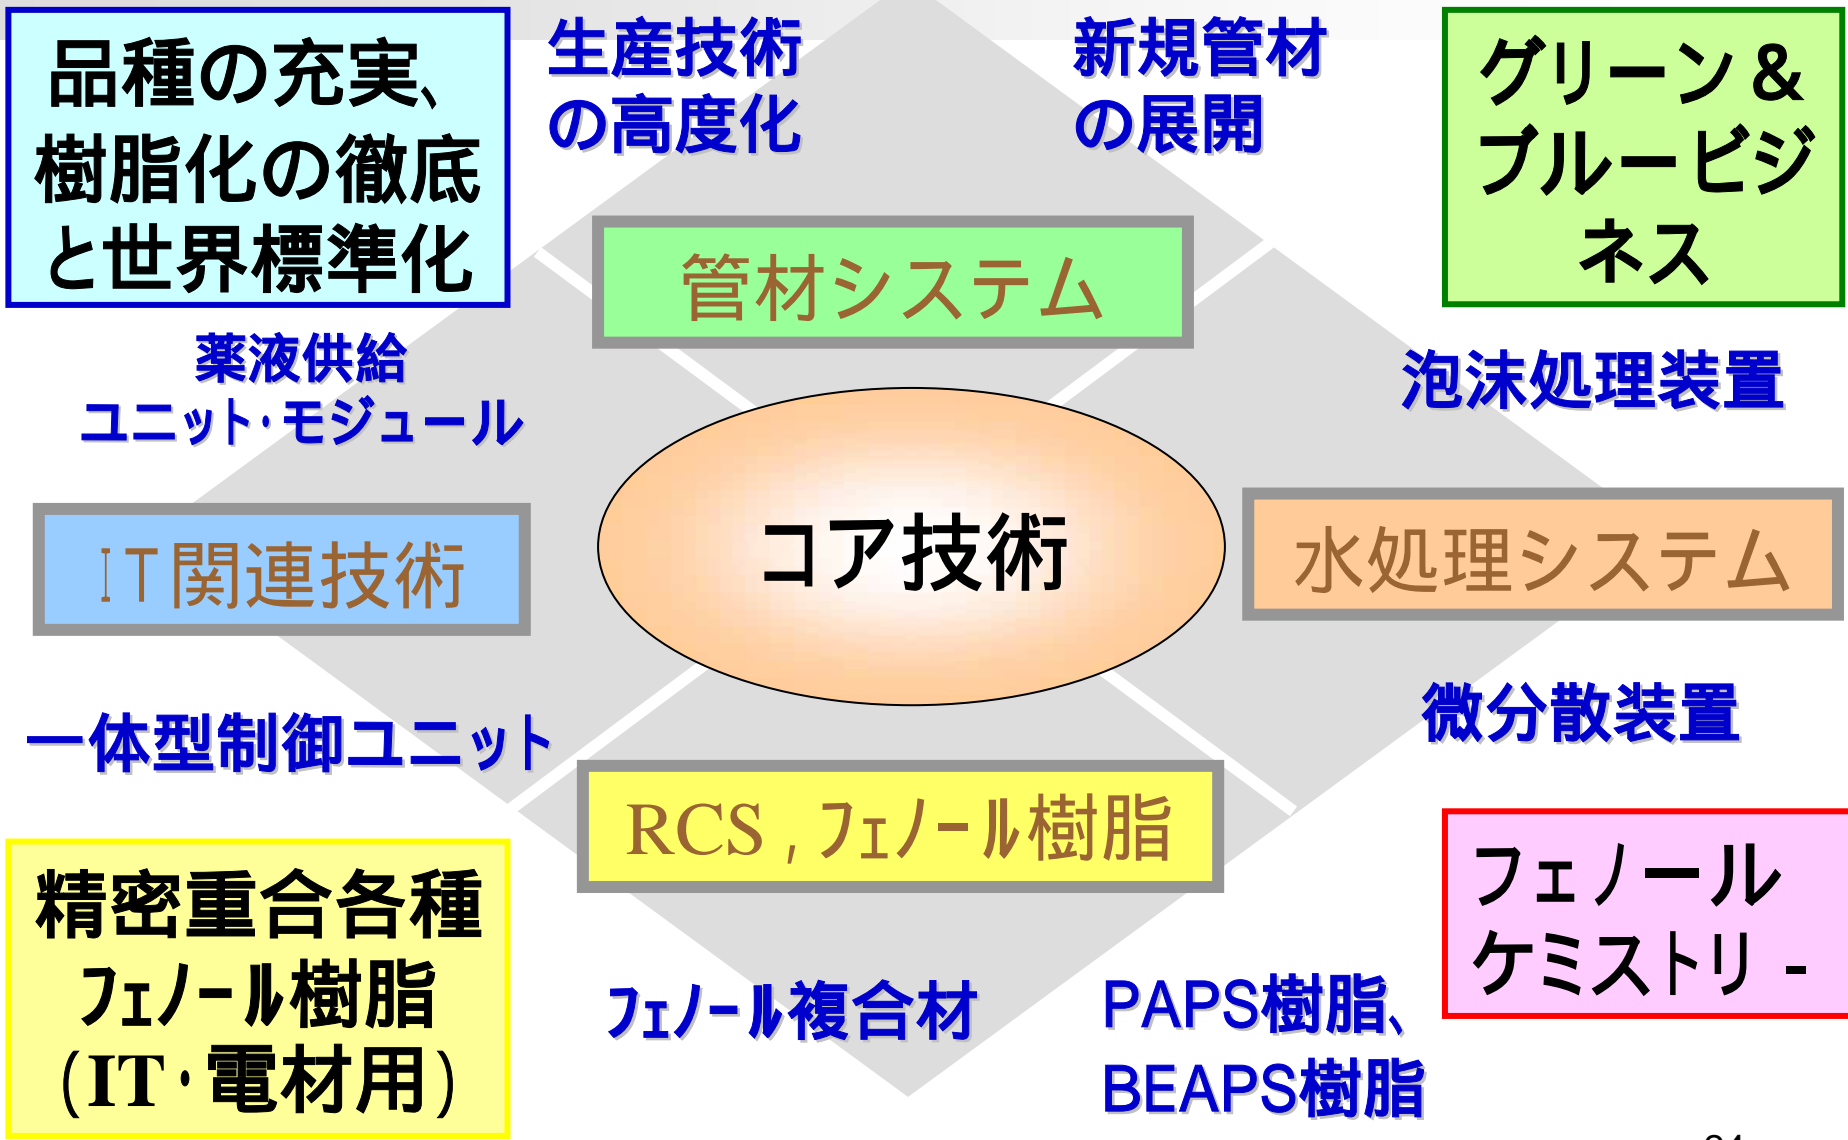 品種の充実、
樹脂化の徹底
と世界標準化
生産技術
の高度化
新規管材
の展開
グリーン＆
ブルービジ
ネス
管材システム
薬液供給
ユニット・モジュール
泡沫処理装置
コア技術
IT関連技術
水処理システム
一体型制御ユニット
微分散装置
RCS，フェノール樹脂
精密重合各種
フェノール樹脂
（IT・電材用）
フェノール
ケミストリ－
フェノール複合材
PAPS樹脂、
BEAPS樹脂